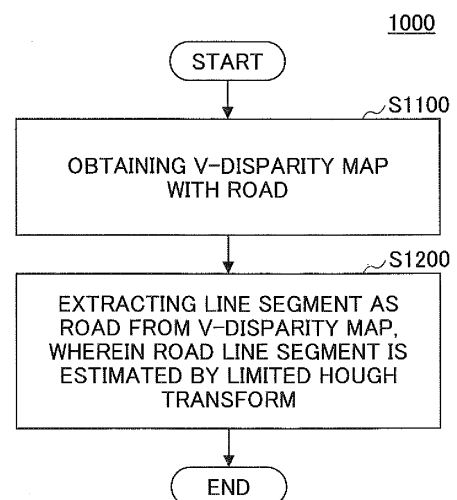 1000
START
S1100
OBTAINING V-DISPARITY MAP
WITH ROAD
S1200
EXTRACTING LINE SEGMENT AS
ROAD FROM V-DISPARITY MAP,
WHEREIN ROAD LINE SEGMENT IS
ESTIMATED BY LIMITED HOUGH
TRANSFORM
END